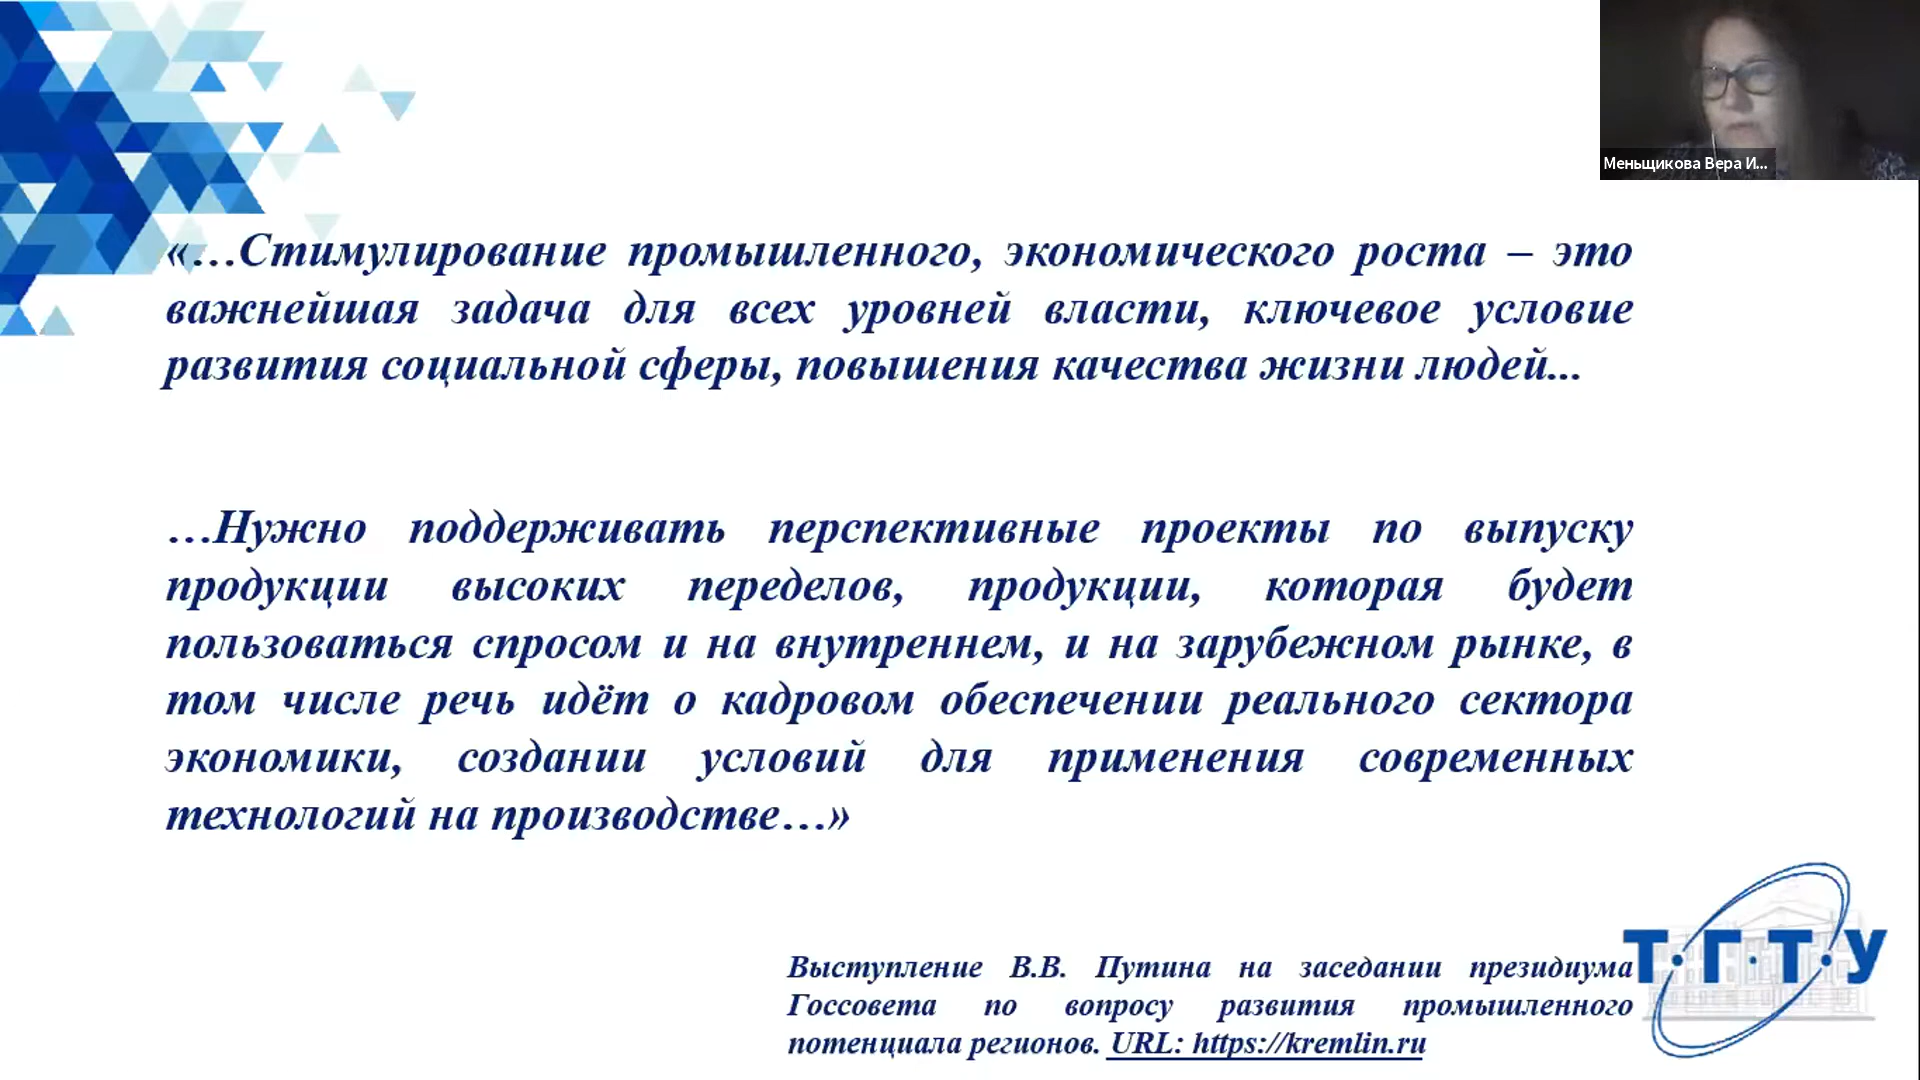 Меньщикова Вера И...
«…Стимулирование промышленного, экономического роста – это
важнейшая задача для всех уровней власти, ключевое условие
развития социальной сферы, повышения качества жизни людей...
…Нужно поддерживать перспективные проекты по выпуску
продукции высоких переделов, продукции, которая будет
пользоваться спросом и на внутреннем, и на зарубежном рынке, в
том числе речь идёт о кадровом обеспечении реального сектора
экономики, создании условий для применения современных
технологий на производстве…»
Выступление В.В. Путина на заседании президиума
Госсовета по вопросу развития промышленного
потенциала регионов. URL: https://kremlin.ru
Т·Г·Т·У